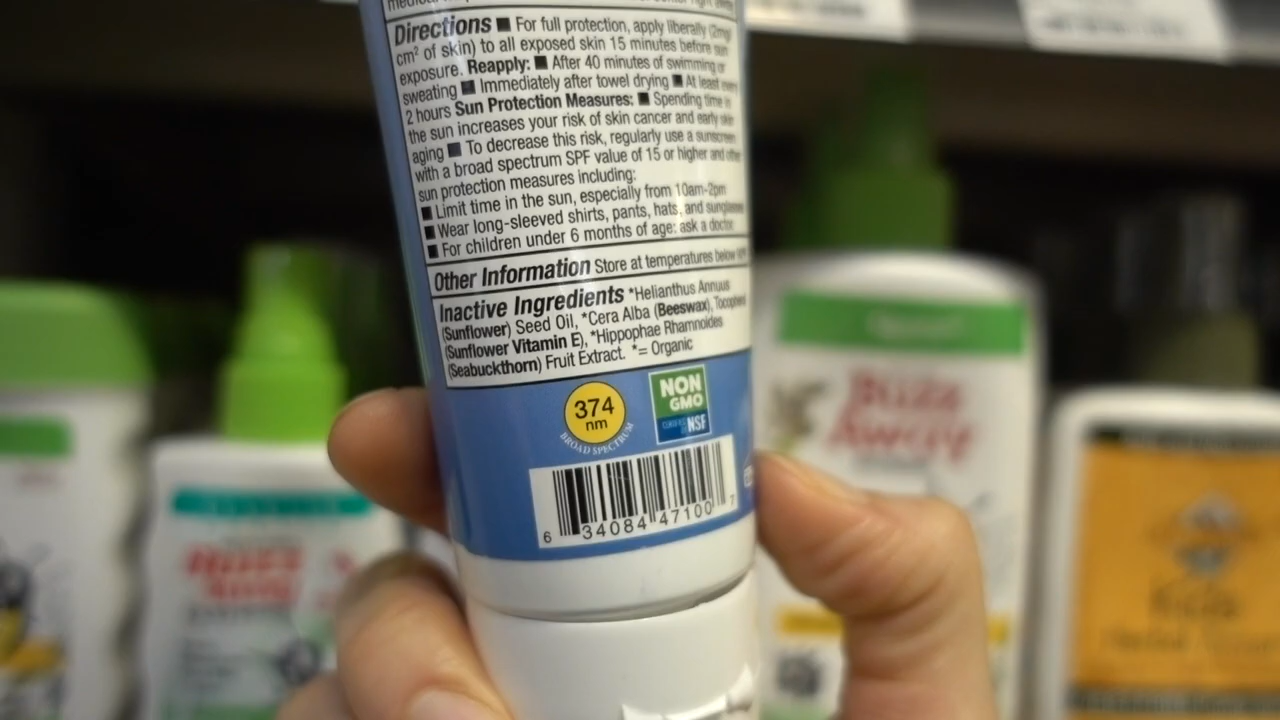 Directions ■ For full protection, apply liberally (2mg/
cm² of skin) to all exposed skin 15 minutes before sun
exposure. Reapply: ■ After 40 minutes of swimming or
sweating ■ Immediately after towel drying ■ At least every
2 hours Sun Protection Measures: ■ Spending time in
the sun increases your risk of skin cancer and early skin
aging ■ To decrease this risk, regularly use a sunscreen
with a broad spectrum SPF value of 15 or higher and other
sun protection measures including:
■ Limit time in the sun, especially from 10am-2pm
■ Wear long-sleeved shirts, pants, hats, and sunglasses
■ For children under 6 months of age: ask a doctor
Other Information Store at temperatures below
Inactive Ingredients *Helianthus Annuus
(Sunflower) Seed Oil, *Cera Alba (Beeswax), Tocopherol
(Sunflower Vitamin E), *Hippophae Rhamnoides
(Seabuckthorn) Fruit Extract. *= Organic
374
nm
BROAD SPECTRUM
NON
GMO
CERTIFIED BY NSF
6 34084 47100 7
Buzz
Away
Buzz
Away